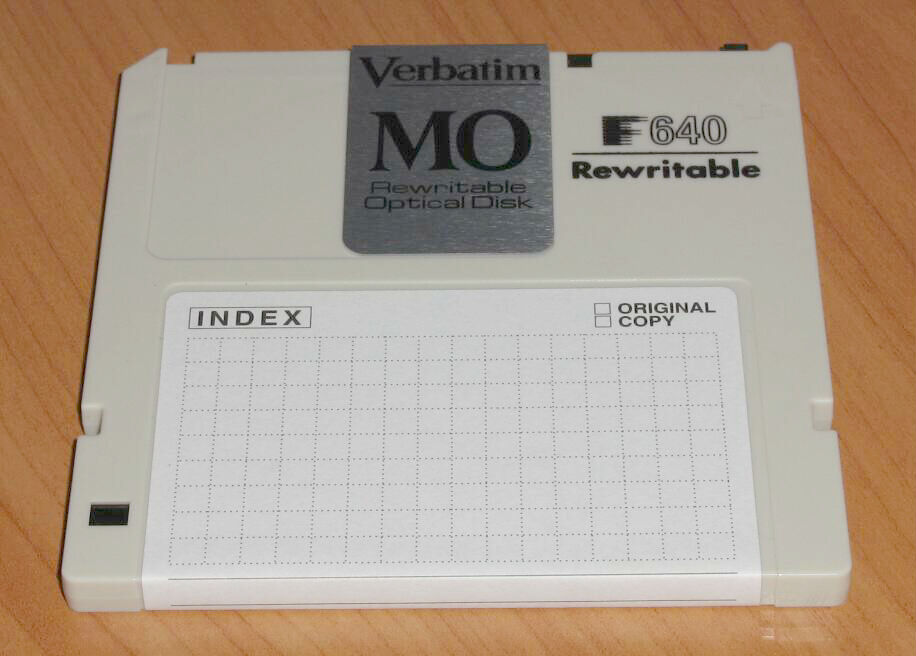 Verbatim
MO
Rewritable
Optical Disk
F 640
Rewritable
INDEX
ORIGINAL
COPY